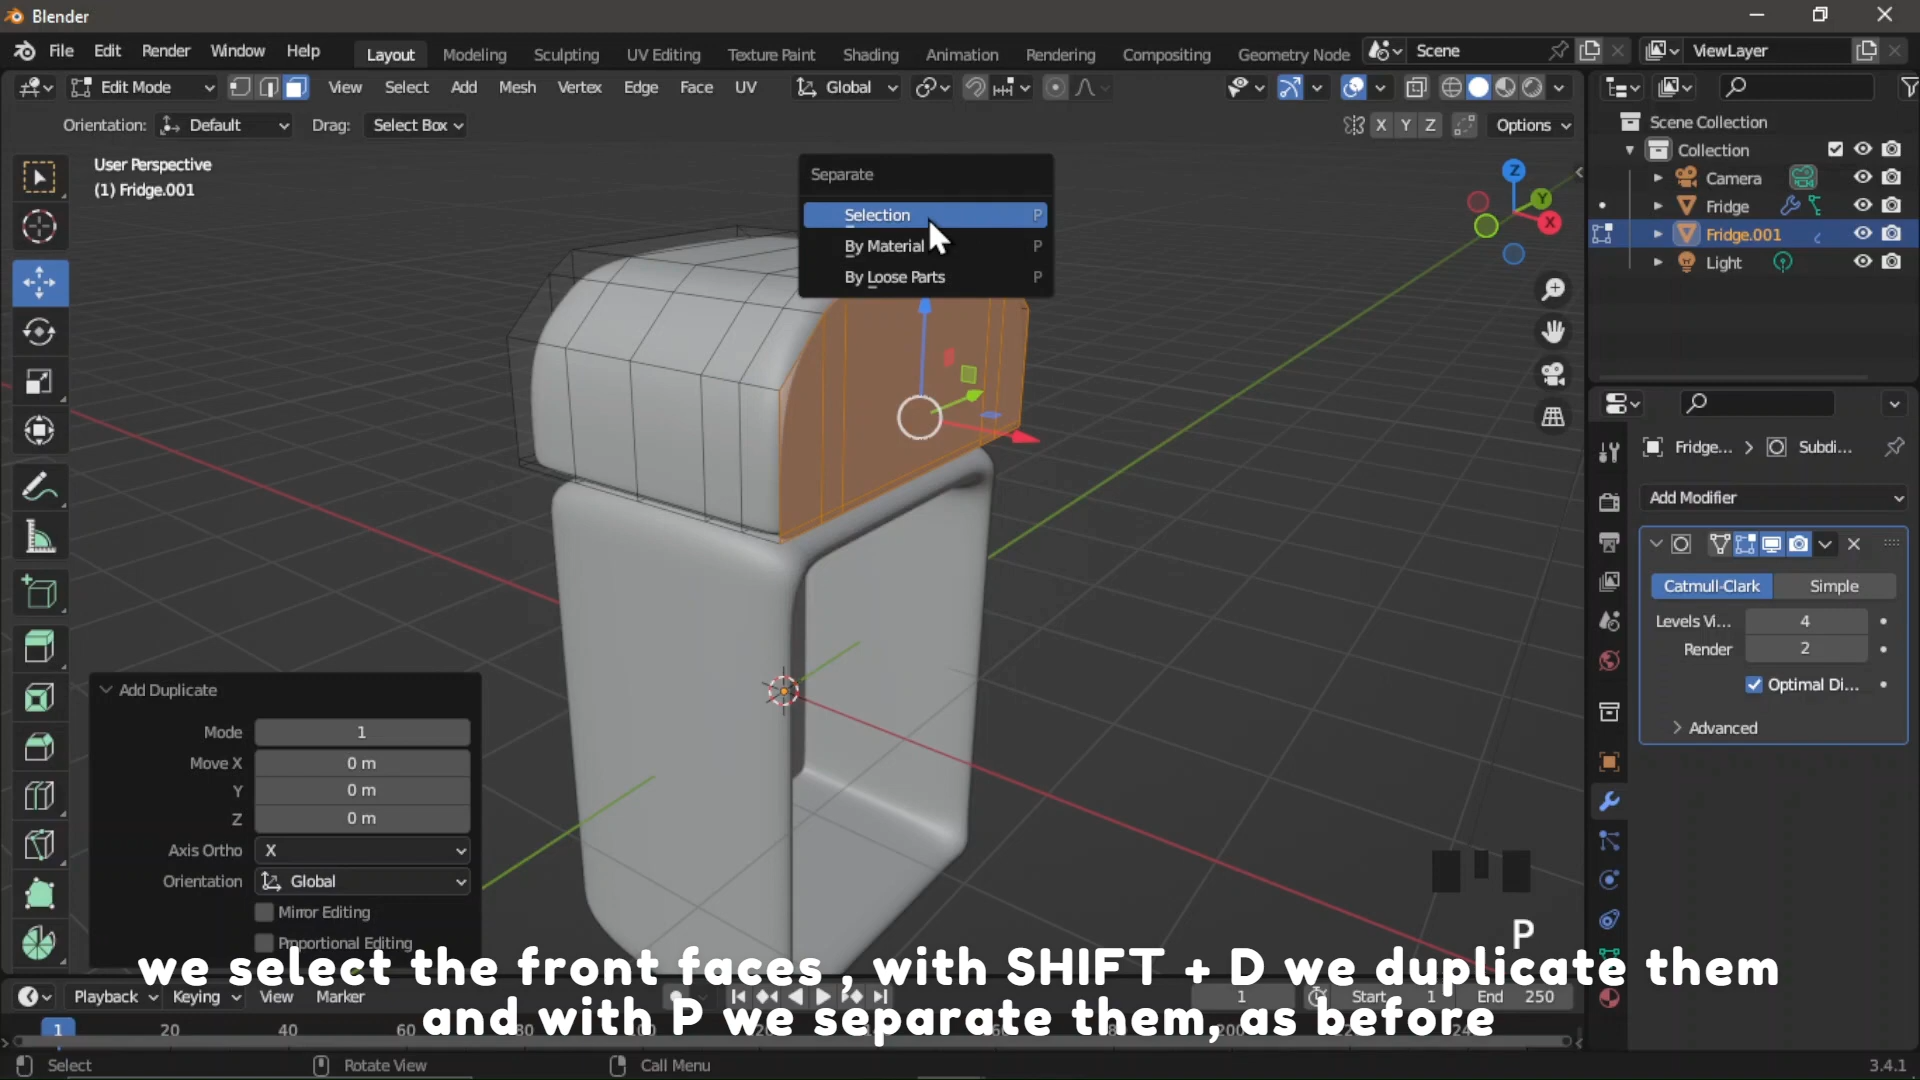 Blender
File Edit Render Window Help Layout Modeling Sculpting UV Editing Texture Paint Shading Animation Rendering Compositing Geometry Node Scene ViewLayer
Edit Mode View Select Add Mesh Vertex Edge Face UV Global
Orientation: Default Drag: Select Box X Y Z Options
User Perspective
(1) Fridge.001
Separate
Selection P
By Material P
By Loose Parts P
Z
Y
X
Scene Collection
Collection
Camera
Fridge
Fridge.001
Light
Fridge... > Subdi...
Add Modifier
Catmull-Clark Simple
Levels Vi... 4
Render 2
Optimal Di...
Advanced
Add Duplicate
Mode 1
Move X 0 m
Y 0 m
Z 0 m
Axis Ortho X
Orientation Global
Mirror Editing
Proportional Editing
P
we select the front faces , with SHIFT + D we duplicate them
and with P we separate them, as before
Playback Keying View Marker 1 Start 1 End 250
1 20 40 60 200
Select Rotate View Call Menu 3.4.1